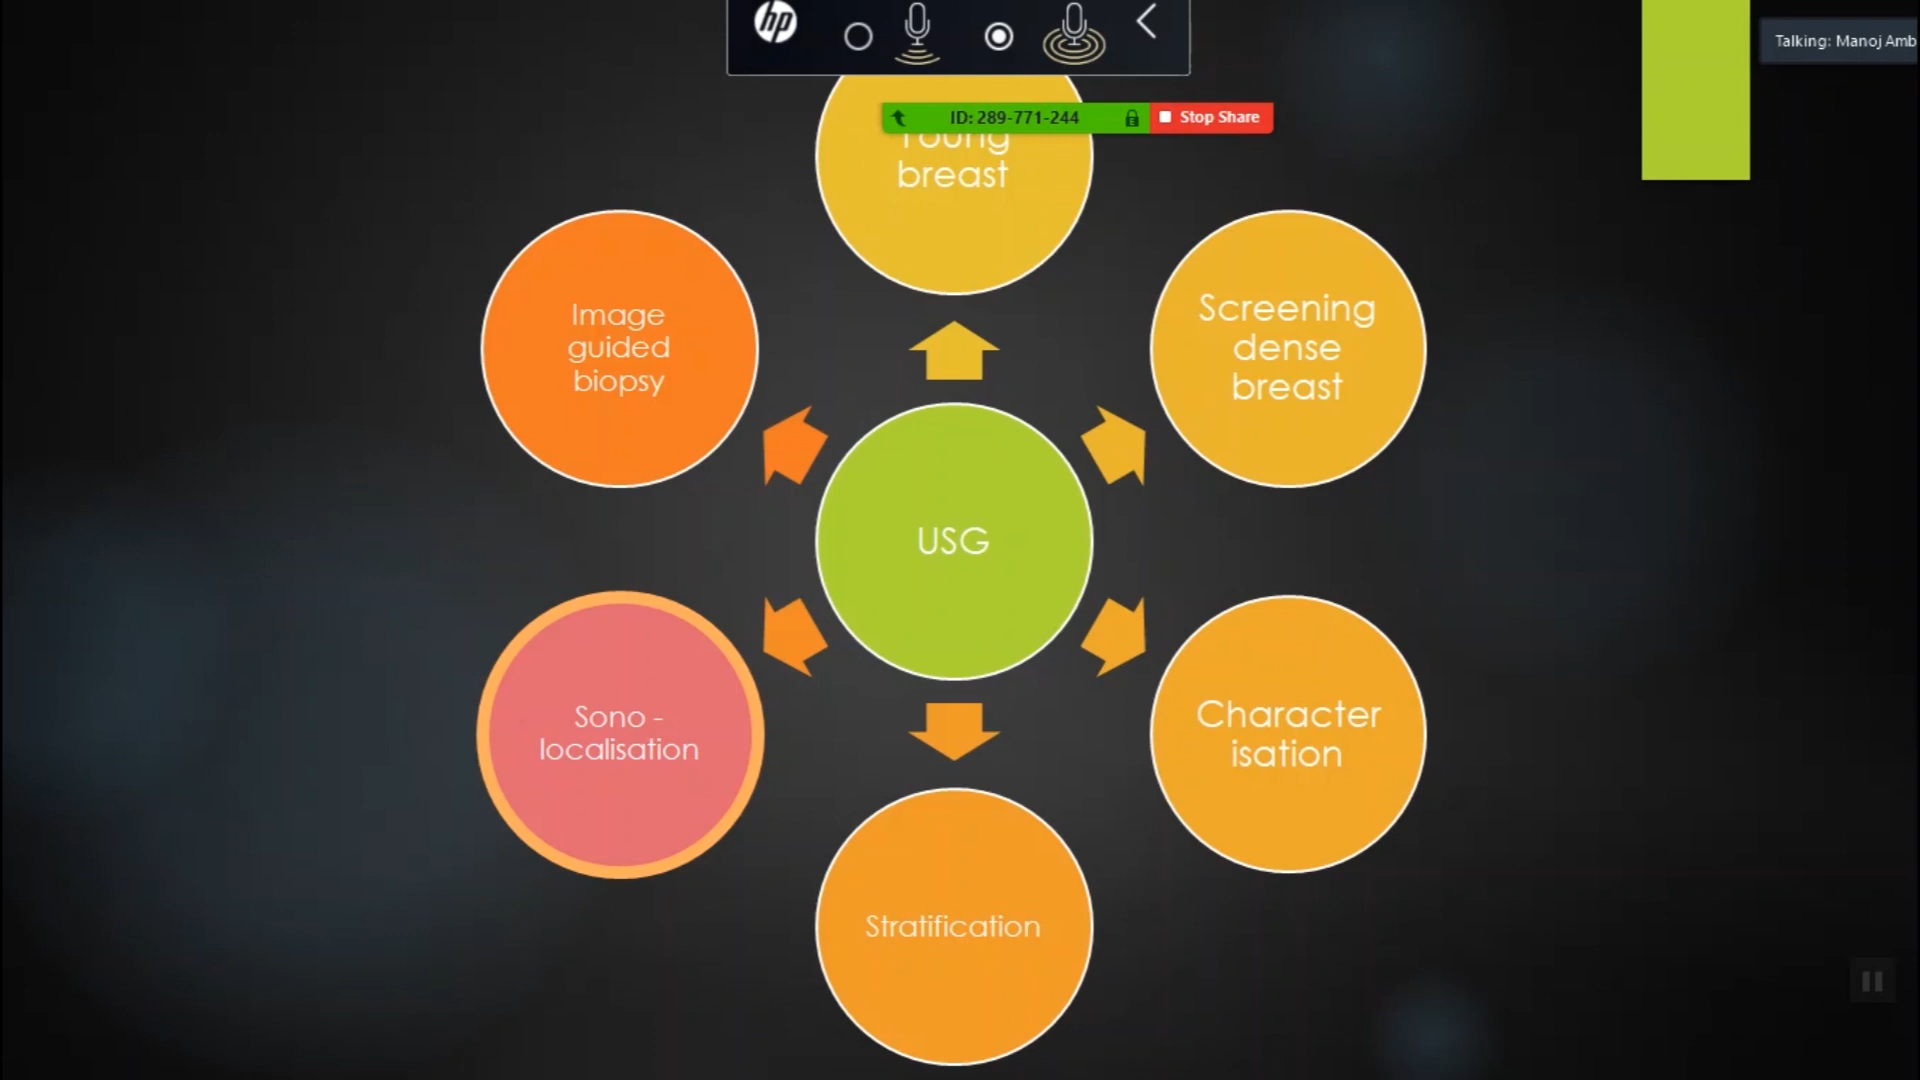 hp
Talking: Manoj Amb
ID: 289-771-244
Stop Share
Young
breast
Image
guided
biopsy
Screening
dense
breast
USG
Sono -
localisation
Character
isation
Stratification